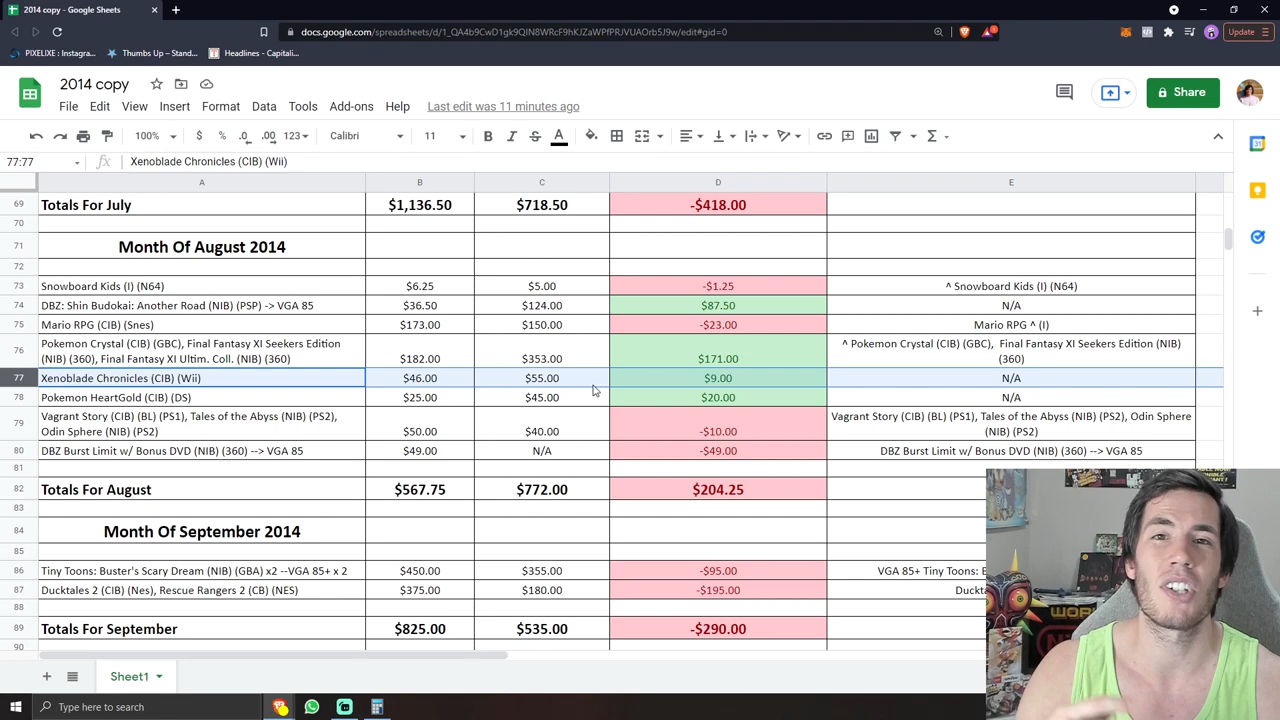 2014 copy - Google Sheets
docs.google.com/spreadsheets/d/1_QA4b9CwD1gk9QIN8WRcF9hKJZaWPfPRJVUAOrb5J9w/edit#gid=0
Update
PIXELIXE: Instagra...
Thumbs Up – Stand...
Headlines - Capitali...
2014 copy
File Edit View Insert Format Data Tools Add-ons Help Last edit was 11 minutes ago
Share
100% $ % .0 .00 123 Calibri 11 B I S A
77:77 fx Xenoblade Chronicles (CIB) (Wii)
A B C D E
69 Totals For July $1,136.50 $718.50 -$418.00
70
71 Month Of August 2014
72
73 Snowboard Kids (I) (N64) $6.25 $5.00 -$1.25 ^ Snowboard Kids (I) (N64)
74 DBZ: Shin Budokai: Another Road (NIB) (PSP) -> VGA 85 $36.50 $124.00 $87.50 N/A
75 Mario RPG (CIB) (Snes) $173.00 $150.00 -$23.00 Mario RPG ^ (I)
Pokemon Crystal (CIB) (GBC), Final Fantasy XI Seekers Edition ^ Pokemon Crystal (CIB) (GBC), Final Fantasy XI Seekers Edition (NIB)
76 (NIB) (360), Final Fantasy XI Ultim. Coll. (NIB) (360) $182.00 $353.00 $171.00 (360)
77 Xenoblade Chronicles (CIB) (Wii) $46.00 $55.00 $9.00 N/A
78 Pokemon HeartGold (CIB) (DS) $25.00 $45.00 $20.00 N/A
Vagrant Story (CIB) (BL) (PS1), Tales of the Abyss (NIB) (PS2), Vagrant Story (CIB) (BL) (PS1), Tales of the Abyss (NIB) (PS2), Odin Sphere
79 Odin Sphere (NIB) (PS2) $50.00 $40.00 -$10.00 (NIB) (PS2)
80 DBZ Burst Limit w/ Bonus DVD (NIB) (360) --> VGA 85 $49.00 N/A -$49.00 DBZ Burst Limit w/ Bonus DVD (NIB) (360) --> VGA 85
81
82 Totals For August $567.75 $772.00 $204.25
83
84 Month Of September 2014
85
86 Tiny Toons: Buster's Scary Dream (NIB) (GBA) x2 --VGA 85+ x 2 $450.00 $355.00 -$95.00 VGA 85+ Tiny Toons:
87 Ducktales 2 (CIB) (Nes), Rescue Rangers 2 (CB) (NES) $375.00 $180.00 -$195.00 Duckta
88
89 Totals For September $825.00 $535.00 -$290.00
90
Sheet1
Type here to search